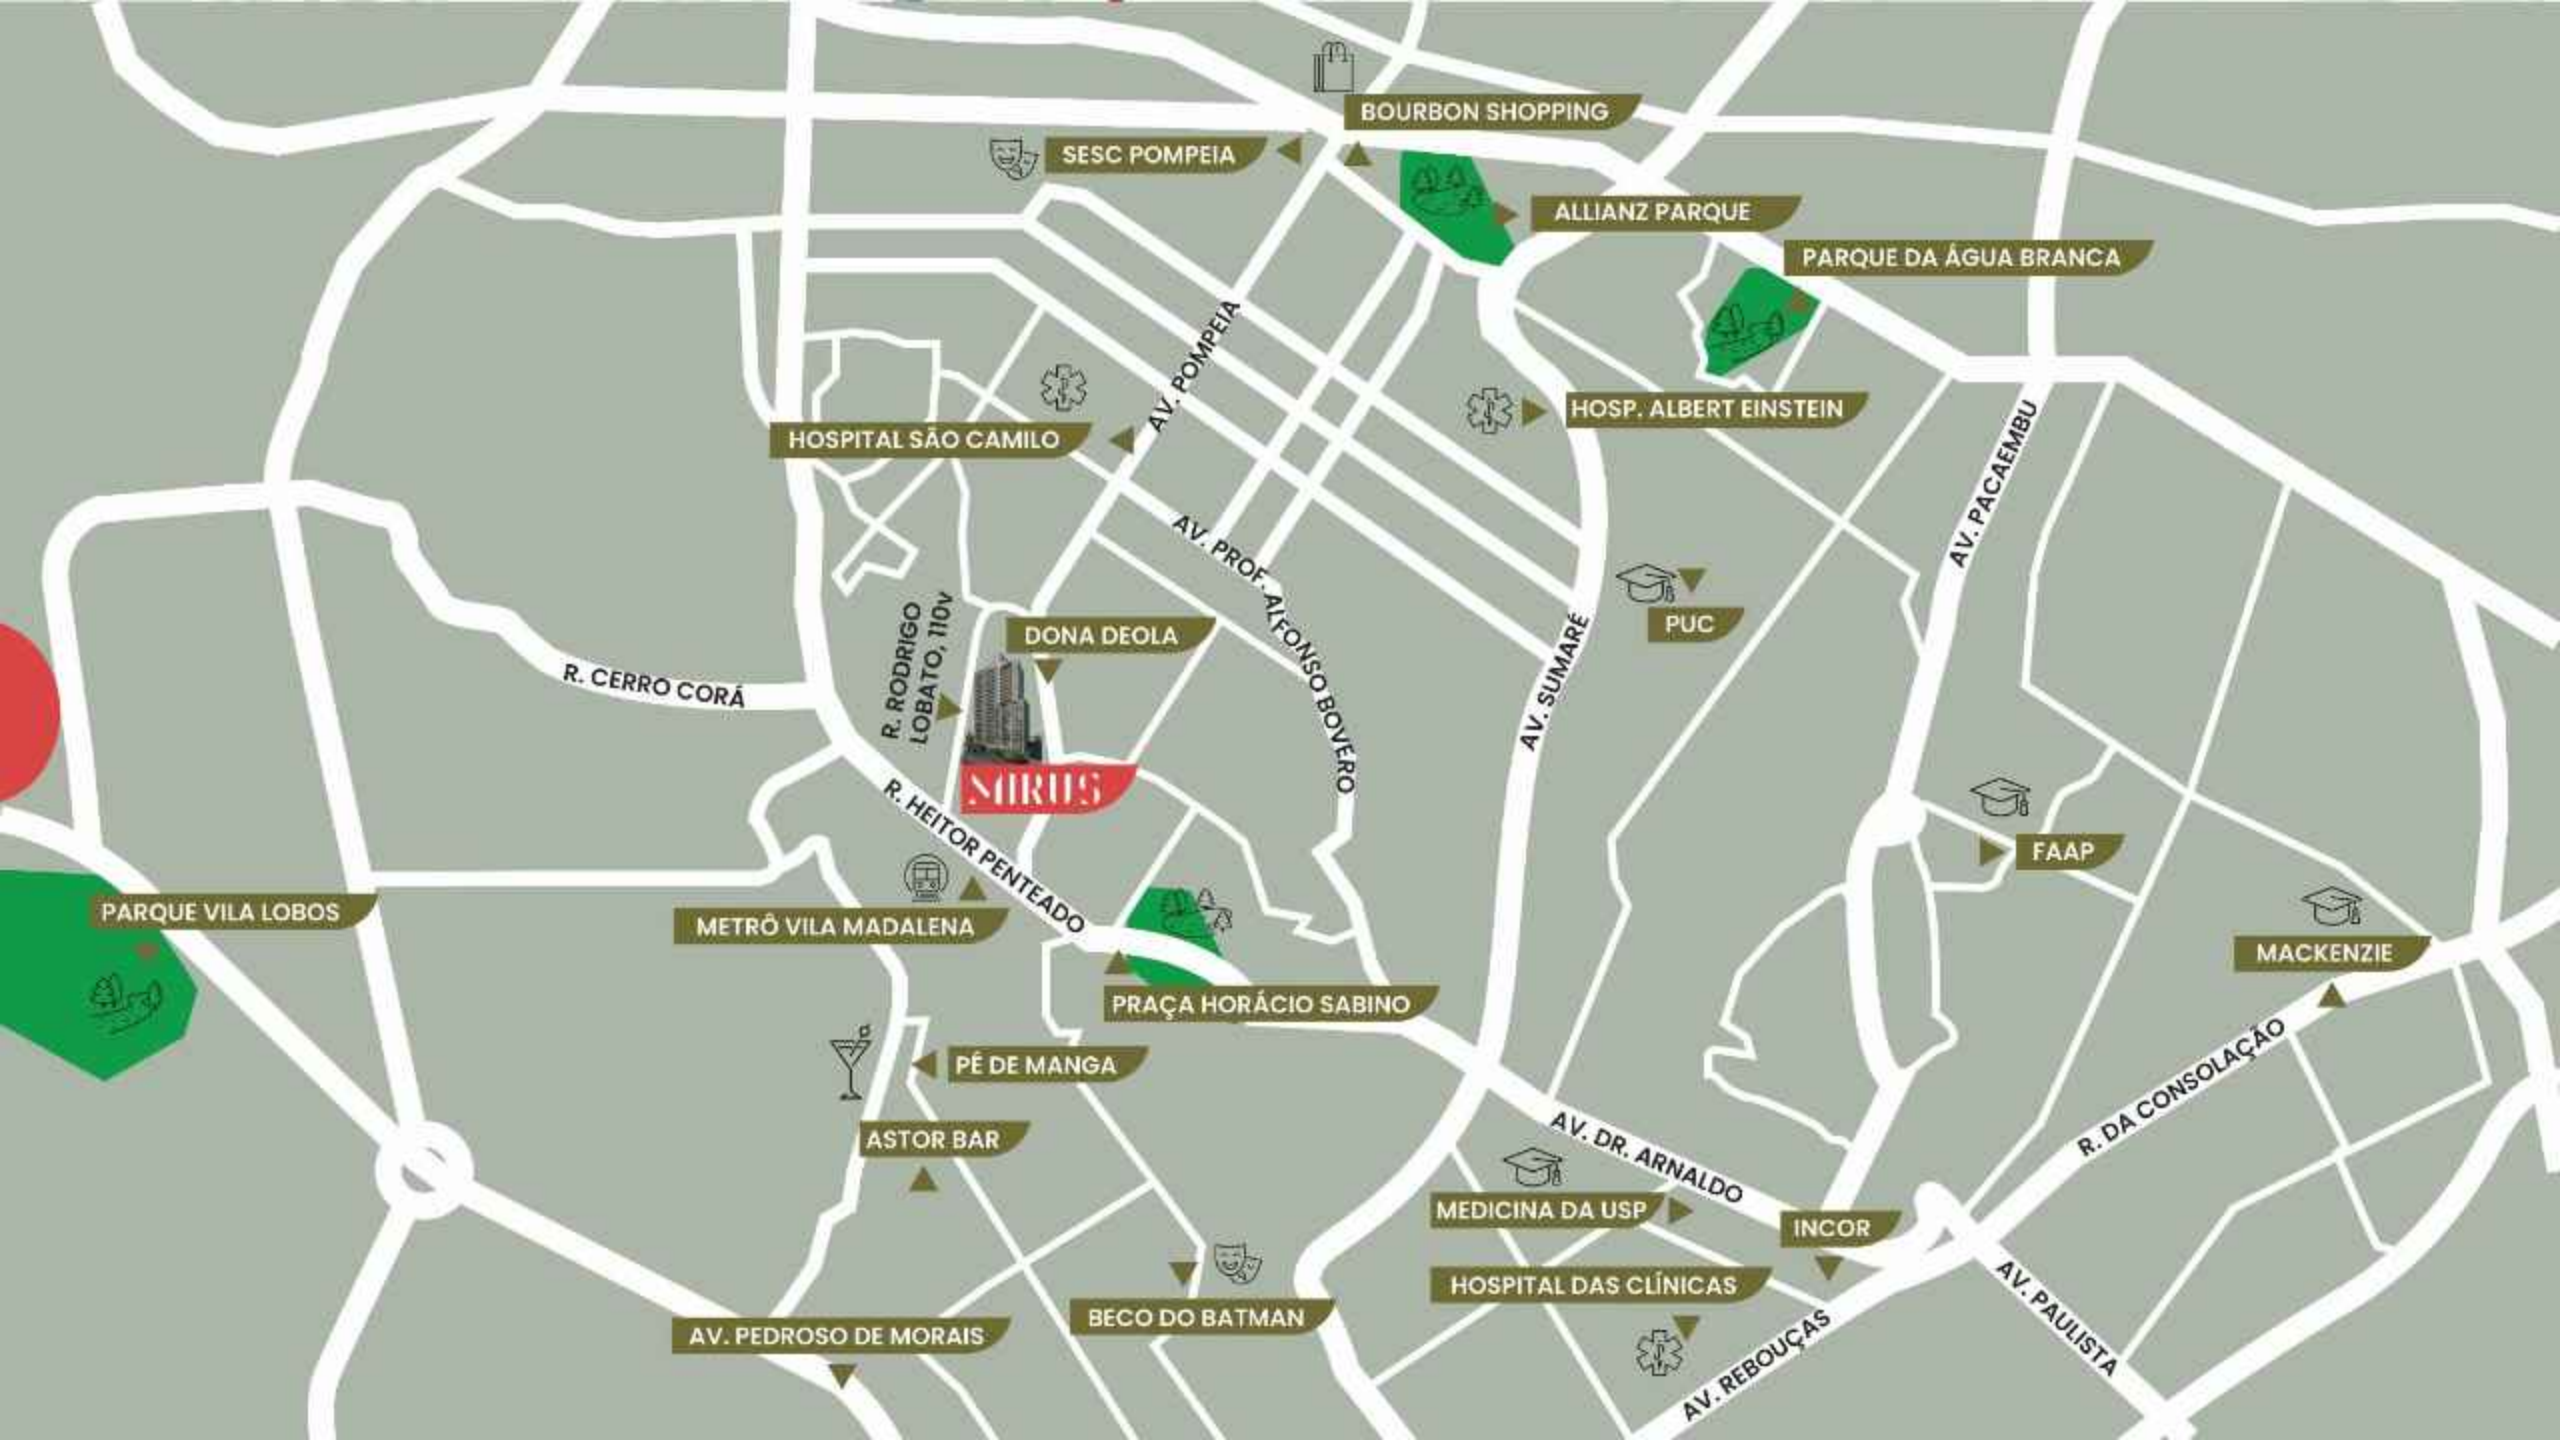 BOURBON SHOPPING
SESC POMPEIA
ALLIANZ PARQUE
PARQUE DA ÁGUA BRANCA
AV. POMPEIA
HOSP. ALBERT EINSTEIN
HOSPITAL SÃO CAMILO
AV. PACAEMBU
AV. PROF. ALFONSO BOVERO
R. RODRIGO
LOBATO, 110v
DONA DEOLA
PUC
AV. SUMARÉ
R. CERRO CORÁ
MIRUS
R. HEITOR PENTEADO
FAAP
PARQUE VILA LOBOS
METRÔ VILA MADALENA
MACKENZIE
PRAÇA HORÁCIO SABINO
PÉ DE MANGA
R. DA CONSOLAÇÃO
ASTOR BAR
AV. DR. ARNALDO
MEDICINA DA USP
INCOR
HOSPITAL DAS CLÍNICAS
BECO DO BATMAN
AV. PEDROSO DE MORAIS
AV. REBOUÇAS
AV. PAULISTA